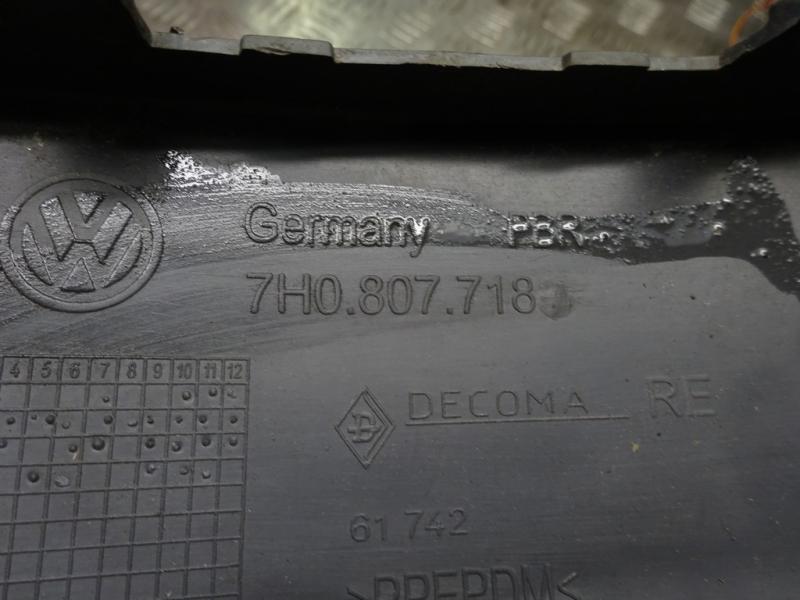 Germany
7H0.807.718
4 5 6 7 8 9 10 11 12
DECOMA RE
61 742